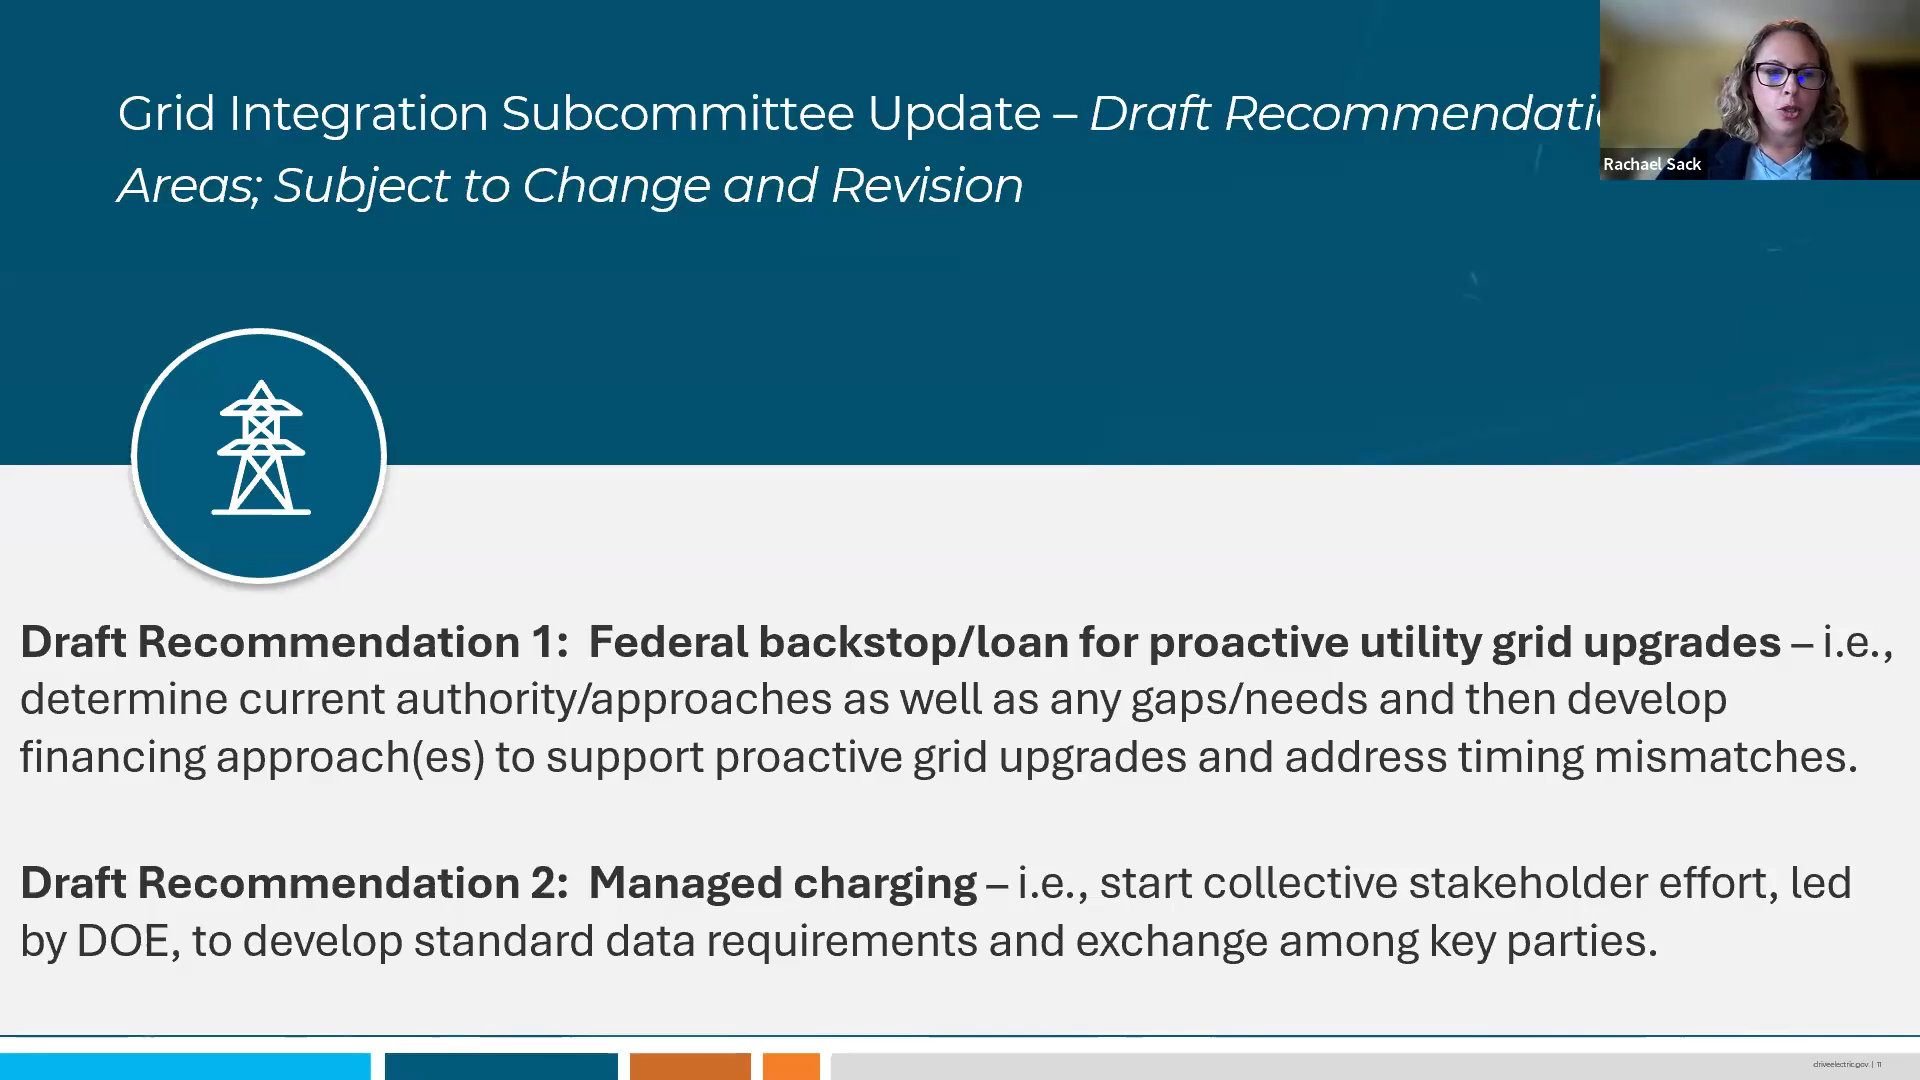 Grid Integration Subcommittee Update – Draft Recommendati
Areas; Subject to Change and Revision
Rachael Sack
Draft Recommendation 1: Federal backstop/loan for proactive utility grid upgrades – i.e.,
determine current authority/approaches as well as any gaps/needs and then develop
financing approach(es) to support proactive grid upgrades and address timing mismatches.
Draft Recommendation 2: Managed charging – i.e., start collective stakeholder effort, led
by DOE, to develop standard data requirements and exchange among key parties.
driveelectric.gov | 11